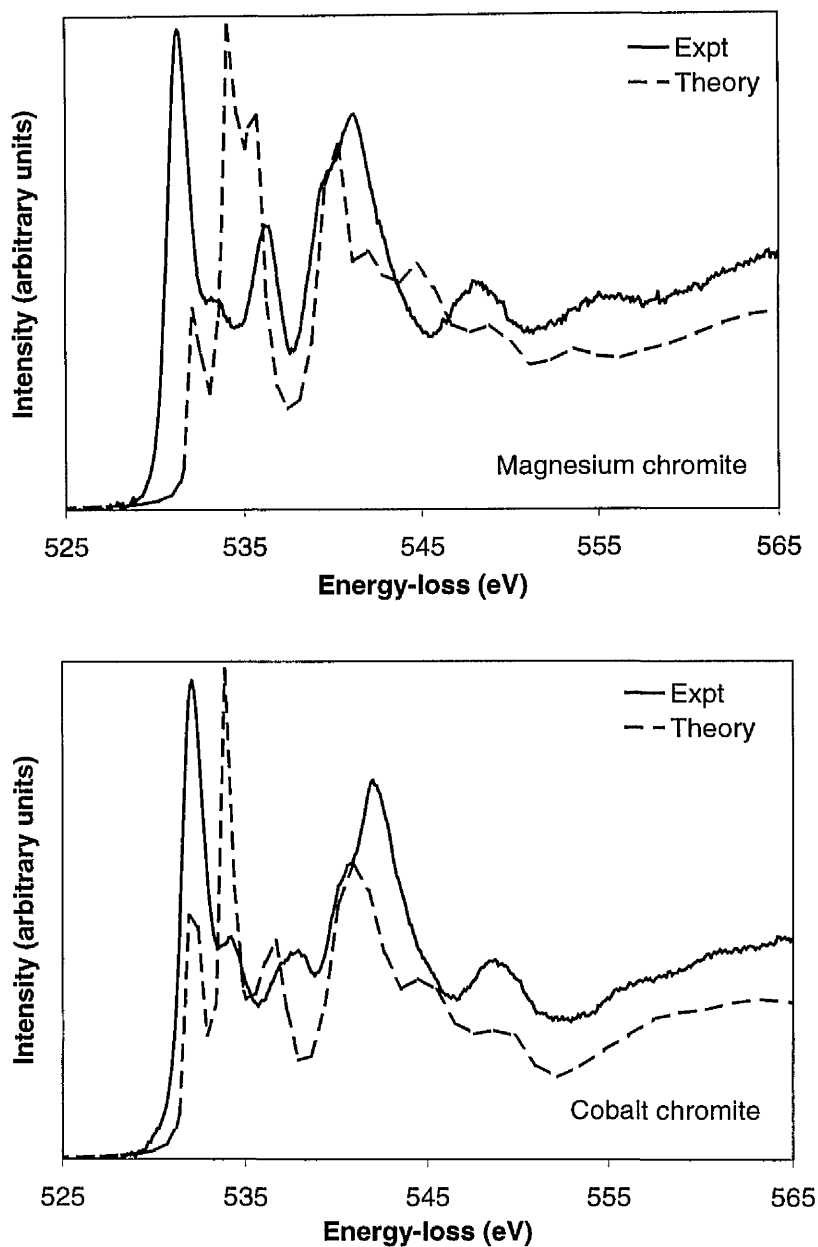 Expt
Theory
Intensity (arbitrary units)
Magnesium chromite
525 535 545 555 565
Energy-loss (eV)
Expt
Theory
Intensity (arbitrary units)
Cobalt chromite
525 535 545 555 565
Energy-loss (eV)